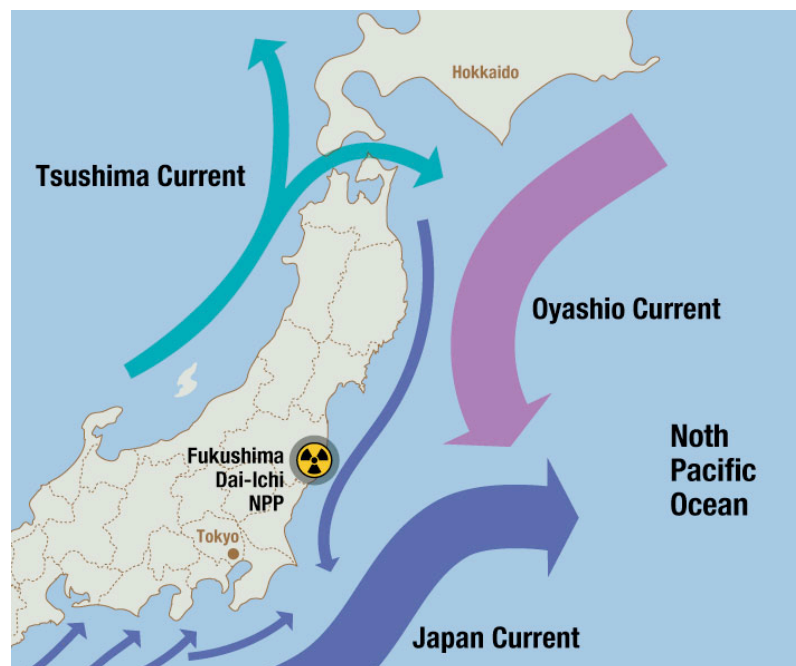 Hokkaido
Tsushima Current
Oyashio Current
Fukushima
Dai-Ichi
NPP
Noth
Pacific
Ocean
Tokyo
Japan Current